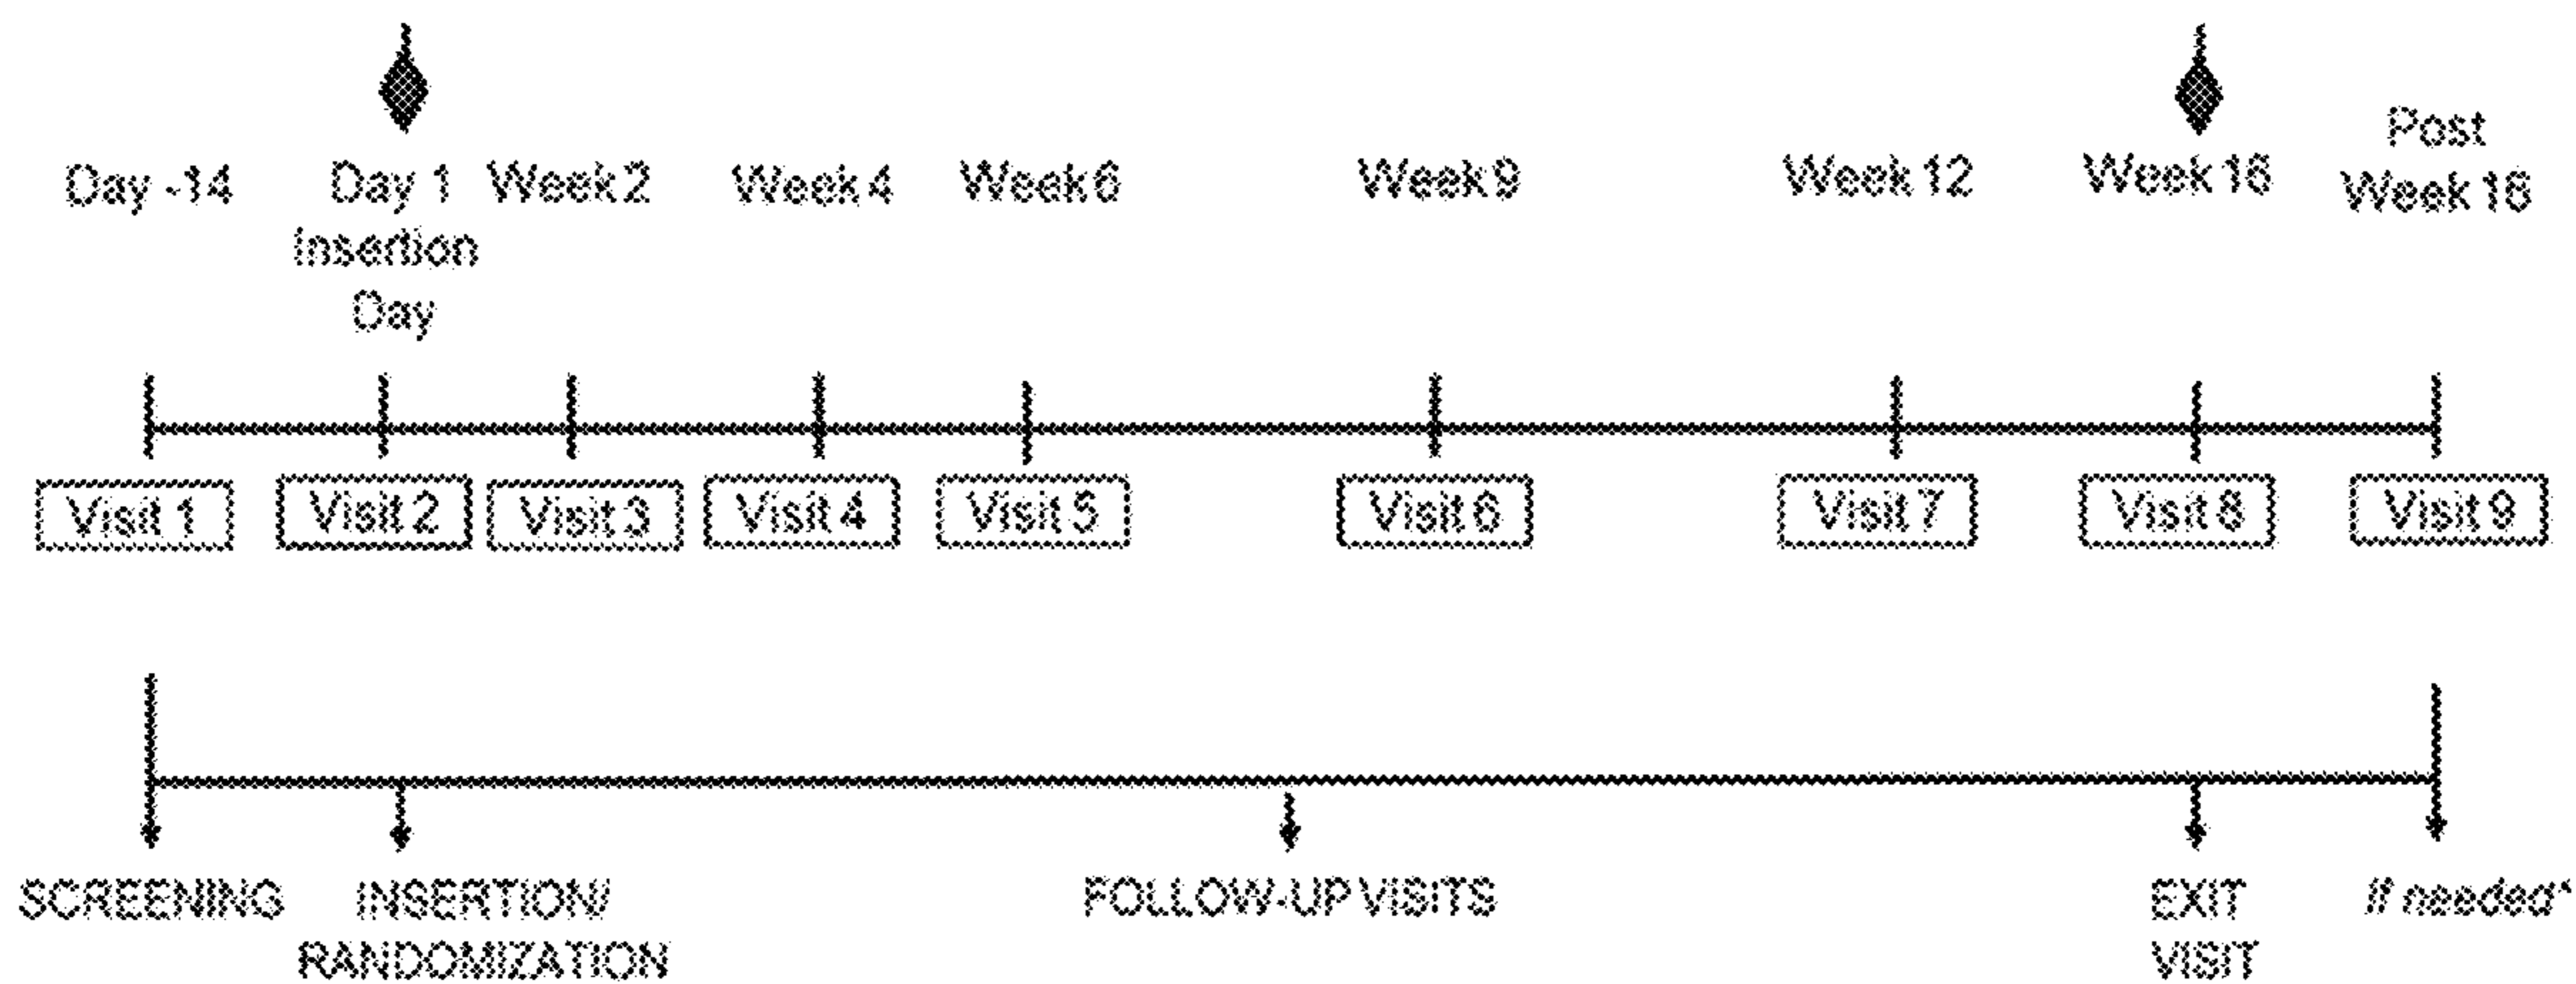 Day -14
Day 1
Insertion
Day
Week 2
Week 4
Week 6
Week 9
Week 12
Week 16
Post
Week 16
Visit 1
Visit 2
Visit 3
Visit 4
Visit 5
Visit 6
Visit 7
Visit 8
Visit 9
SCREENING
INSERTION/
RANDOMIZATION
FOLLOW-UP VISITS
EXIT
VISIT
If needed*